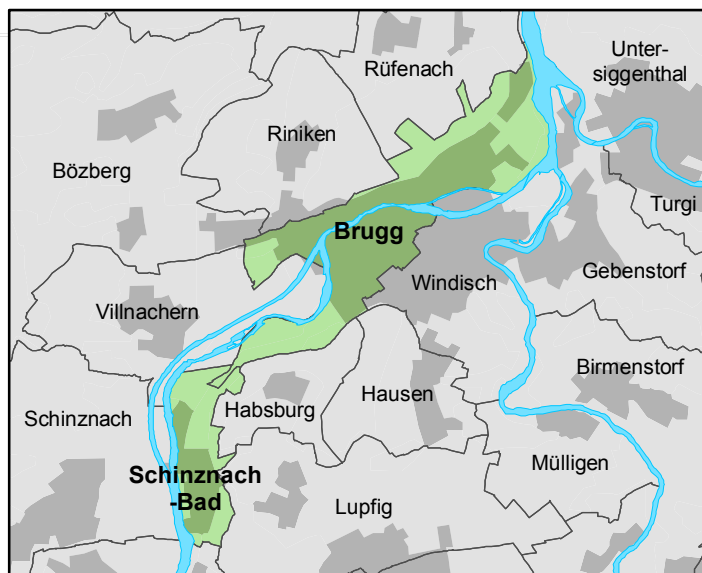 Unter-
siggenthal
Rüfenach
Riniken
Bözberg
Turgi
Brugg
Gebenstorf
Windisch
Villnachern
Birmenstorf
Hausen
Habsburg
Schinznach
Mülligen
Schinznach
-Bad
Lupfig